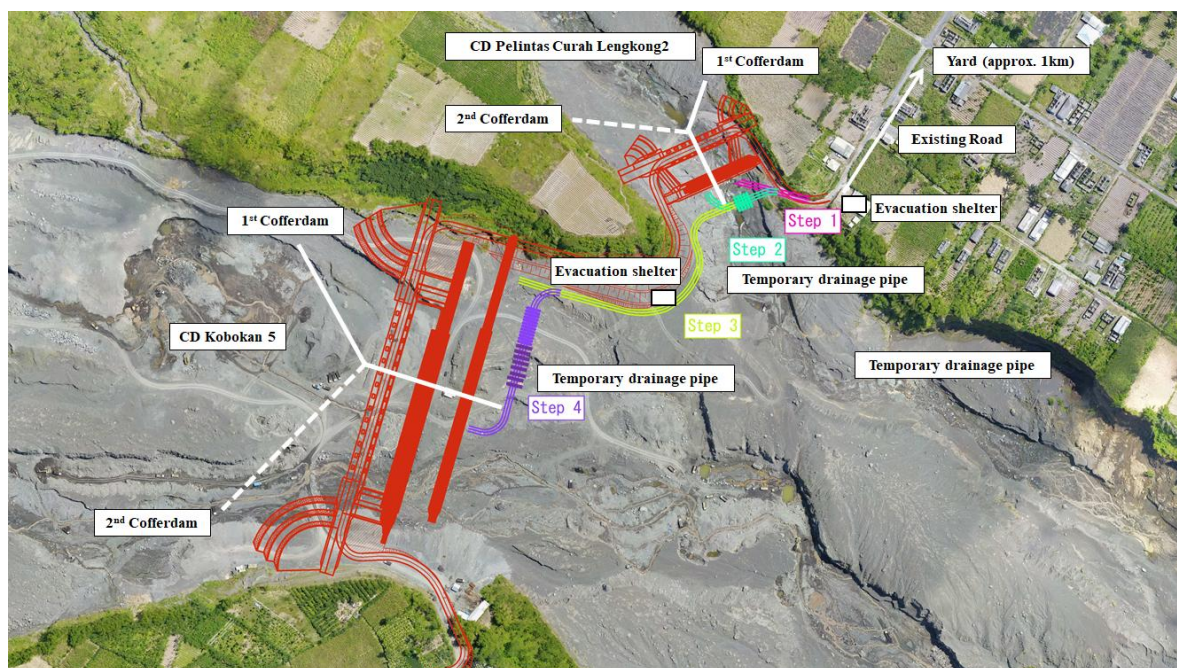 CD Pelintas Curah Lengkong2
1st Cofferdam
Yard (approx. 1km)
2nd Cofferdam
Existing Road
1st Cofferdam
Step 1
Evacuation shelter
Step 2
Evacuation shelter
Temporary drainage pipe
Step 3
CD Kobokan 5
Temporary drainage pipe
Temporary drainage pipe
Step 4
2nd Cofferdam